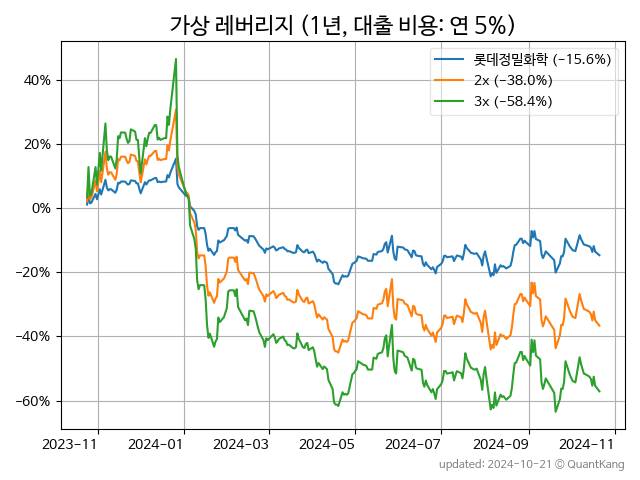 가상 레버리지 (1년, 대출 비용: 연 5%)
롯데정밀화학 (−15.6%)
2x (−38.0%)
3x (−58.4%)
40%
20%
0%
−20%
−40%
−60%
2023−11 2024−01 2024−03 2024−05 2024−07 2024−09 2024−11
updated: 2024-10-21 © QuantKang